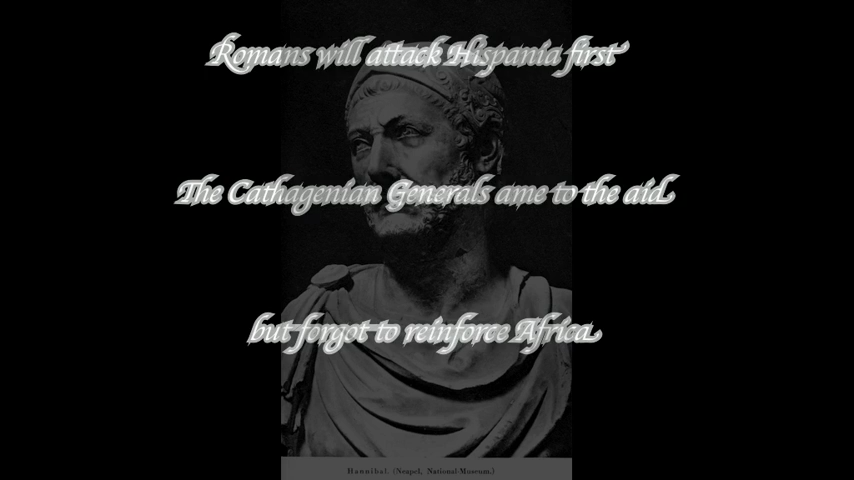 Romans will attack Hispania first
The Cathagenian Generals ame to the aid
but forgot to reinforce Africa
Hannibal. (Neapel, National-Museum.)